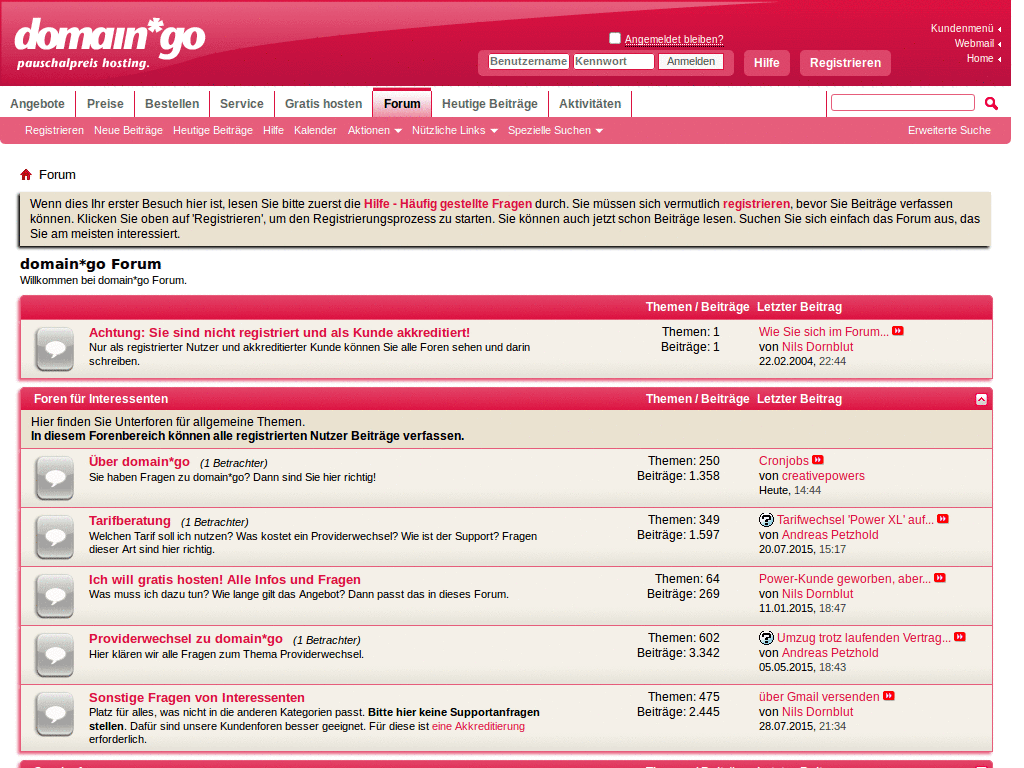 domain*go
pauschalpreis hosting.
Angemeldet bleiben?
Benutzername Kennwort Anmelden Hilfe Registrieren
Kundenmenü
Webmail
Home
Angebote Preise Bestellen Service Gratis hosten Forum Heutige Beiträge Aktivitäten
Registrieren Neue Beiträge Heutige Beiträge Hilfe Kalender Aktionen Nützliche Links Spezielle Suchen Erweiterte Suche
Forum
Wenn dies Ihr erster Besuch hier ist, lesen Sie bitte zuerst die Hilfe - Häufig gestellte Fragen durch. Sie müssen sich vermutlich registrieren, bevor Sie Beiträge verfassen
können. Klicken Sie oben auf 'Registrieren', um den Registrierungsprozess zu starten. Sie können auch jetzt schon Beiträge lesen. Suchen Sie sich einfach das Forum aus, das
Sie am meisten interessiert.
domain*go Forum
Willkommen bei domain*go Forum.
Themen / Beiträge Letzter Beitrag
Achtung: Sie sind nicht registriert und als Kunde akkreditiert!
Nur als registrierter Nutzer und akkreditierter Kunde können Sie alle Foren sehen und darin
schreiben.
Themen: 1
Beiträge: 1
Wie Sie sich im Forum...
von Nils Dornblut
22.02.2004, 22:44
Foren für Interessenten Themen / Beiträge Letzter Beitrag
Hier finden Sie Unterforen für allgemeine Themen.
In diesem Forenbereich können alle registrierten Nutzer Beiträge verfassen.
Über domain*go (1 Betrachter)
Sie haben Fragen zu domain*go? Dann sind Sie hier richtig!
Themen: 250
Beiträge: 1.358
Cronjobs
von creativepowers
Heute, 14:44
Tarifberatung (1 Betrachter)
Welchen Tarif soll ich nutzen? Was kostet ein Providerwechsel? Wie ist der Support? Fragen
dieser Art sind hier richtig.
Themen: 349
Beiträge: 1.597
Tarifwechsel 'Power XL' auf...
von Andreas Petzhold
20.07.2015, 15:17
Ich will gratis hosten! Alle Infos und Fragen
Was muss ich dazu tun? Wie lange gilt das Angebot? Dann passt das in dieses Forum.
Themen: 64
Beiträge: 269
Power-Kunde geworben, aber...
von Nils Dornblut
11.01.2015, 18:47
Providerwechsel zu domain*go (1 Betrachter)
Hier klären wir alle Fragen zum Thema Providerwechsel.
Themen: 602
Beiträge: 3.342
Umzug trotz laufenden Vertrag...
von Andreas Petzhold
05.05.2015, 18:43
Sonstige Fragen von Interessenten
Platz für alles, was nicht in die anderen Kategorien passt. Bitte hier keine Supportanfragen
stellen. Dafür sind unsere Kundenforen besser geeignet. Für diese ist eine Akkreditierung
erforderlich.
Themen: 475
Beiträge: 2.445
über Gmail versenden
von Nils Dornblut
28.07.2015, 21:34